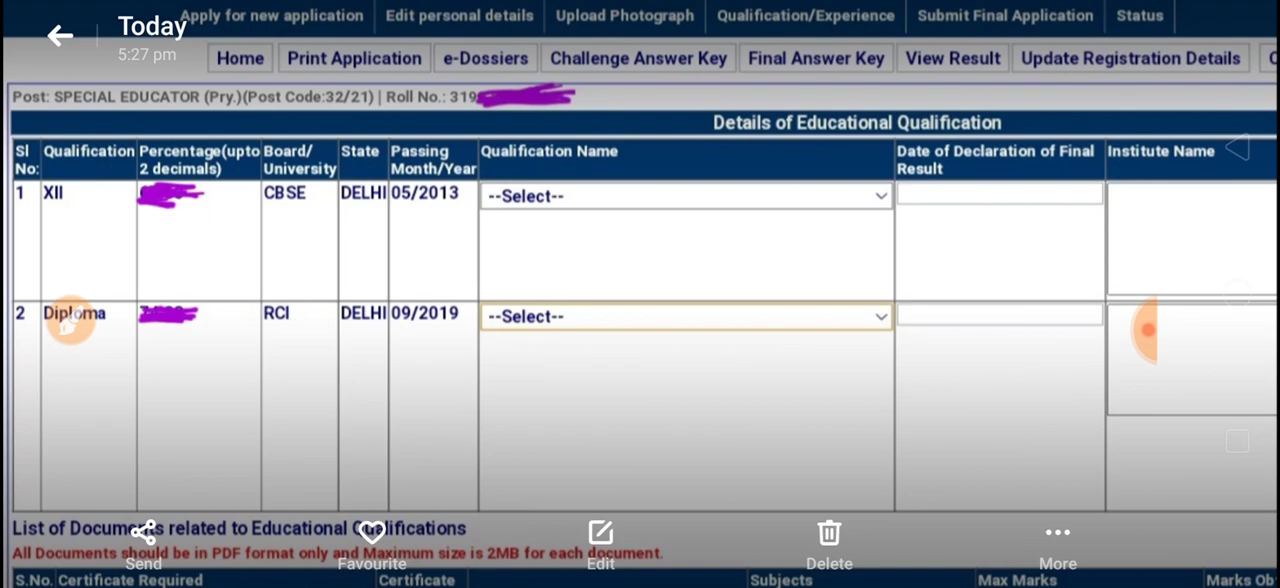 Today
5:27 pm
Apply for new application Edit personal details Upload Photograph Qualification/Experience Submit Final Application Status
Home Print Application e-Dossiers Challenge Answer Key Final Answer Key View Result Update Registration Details
Post: SPECIAL EDUCATOR (Pry.)(Post Code:32/21) | Roll No.: 319
Details of Educational Qualification
Sl No: Qualification Percentage(upto 2 decimals) Board/ University State Passing Month/Year Qualification Name Date of Declaration of Final Result Institute Name
1 XII CBSE DELHI 05/2013 --Select--
2 Diploma RCI DELHI 09/2019 --Select--
List of Documents related to Educational Qualifications
All Documents should be in PDF format only and Maximum size is 2MB for each document.
Send Favourite Edit Delete More
S.No. Certificate Required Certificate Subjects Max Marks Marks